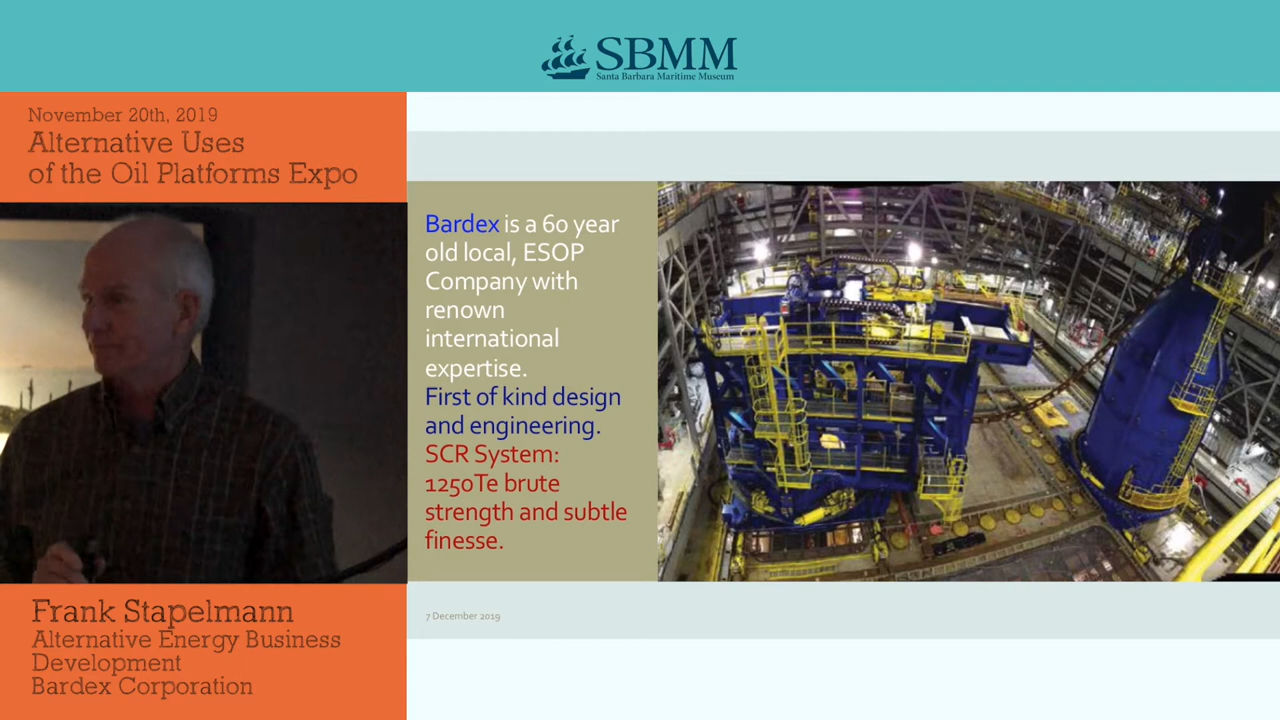 SBMM
Santa Barbara Maritime Museum
November 20th, 2019
Alternative Uses
of the Oil Platforms Expo
Bardex is a 60 year
old local, ESOP
Company with
renown
international
expertise.
First of kind design
and engineering.
SCR System:
1250Te brute
strength and subtle
finesse.
7 December 2019
Frank Stapelmann
Alternative Energy Business
Development
Bardex Corporation